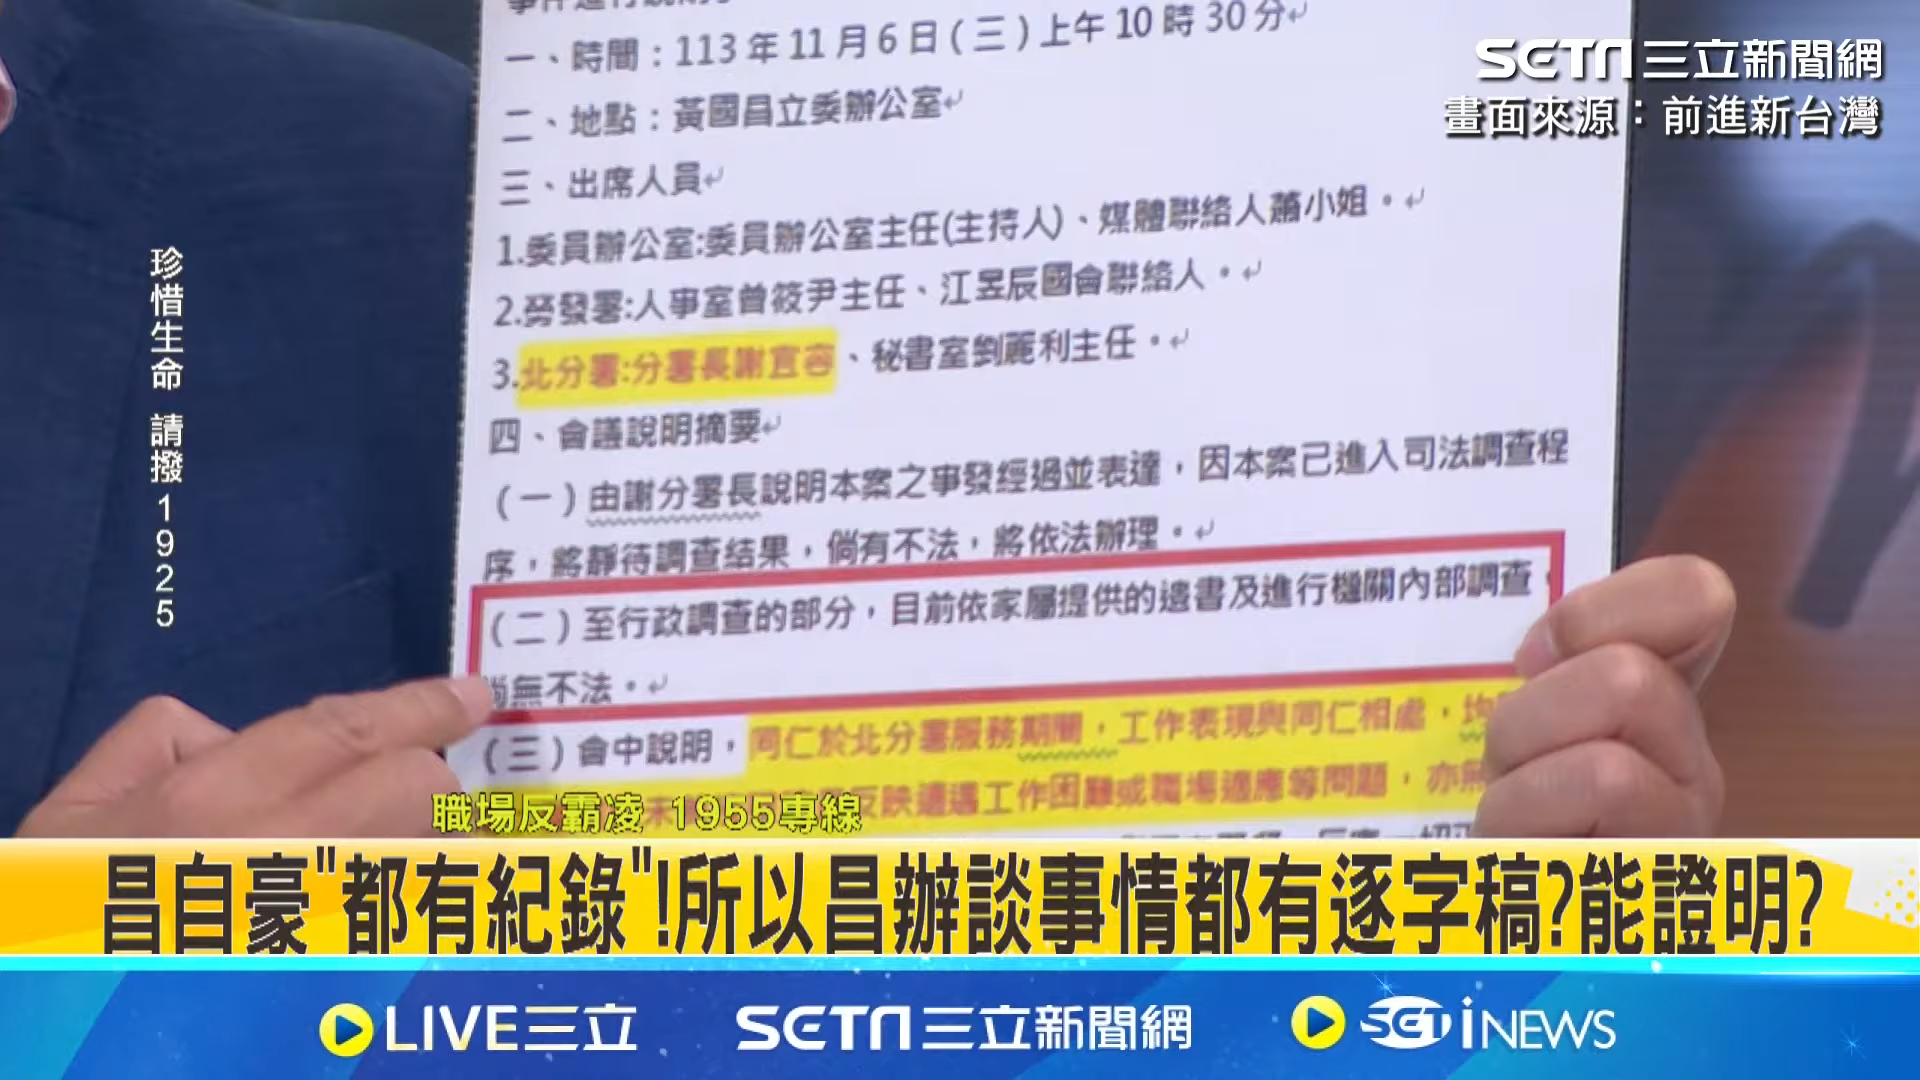 一、時間：113年11月6日(三)上午10時30分
二、地點：黃國昌立委辦公室
三、出席人員
1.委員辦公室:委員辦公室主任(主持人)、媒體聯絡人蕭小姐。
2.勞發署:人事室曾筱尹主任、江昱辰國會聯絡人。
3.北分署:分署長謝宜容、秘書室劉麗利主任。
四、會議說明摘要
（一）由謝分署長說明本案之事發經過並表達，因本案已進入司法調查程
序，將靜待調查結果，倘有不法，將依法辦理。
（二）至行政調查的部分，目前依家屬提供的遺書及進行機關內部調查，
尚無不法。
（三）會中說明，同仁於北分署服務期間，工作表現與同仁相處，均
反映遭遇工作困難或職場適應等問題，亦無
SETN三立新聞網
畫面來源：前進新台灣
珍惜生命 請撥1925
職場反霸凌 1955專線
昌自豪"都有紀錄"!所以昌辦談事情都有逐字稿?能證明?
LIVE三立 SETN三立新聞網 SETiNEWS